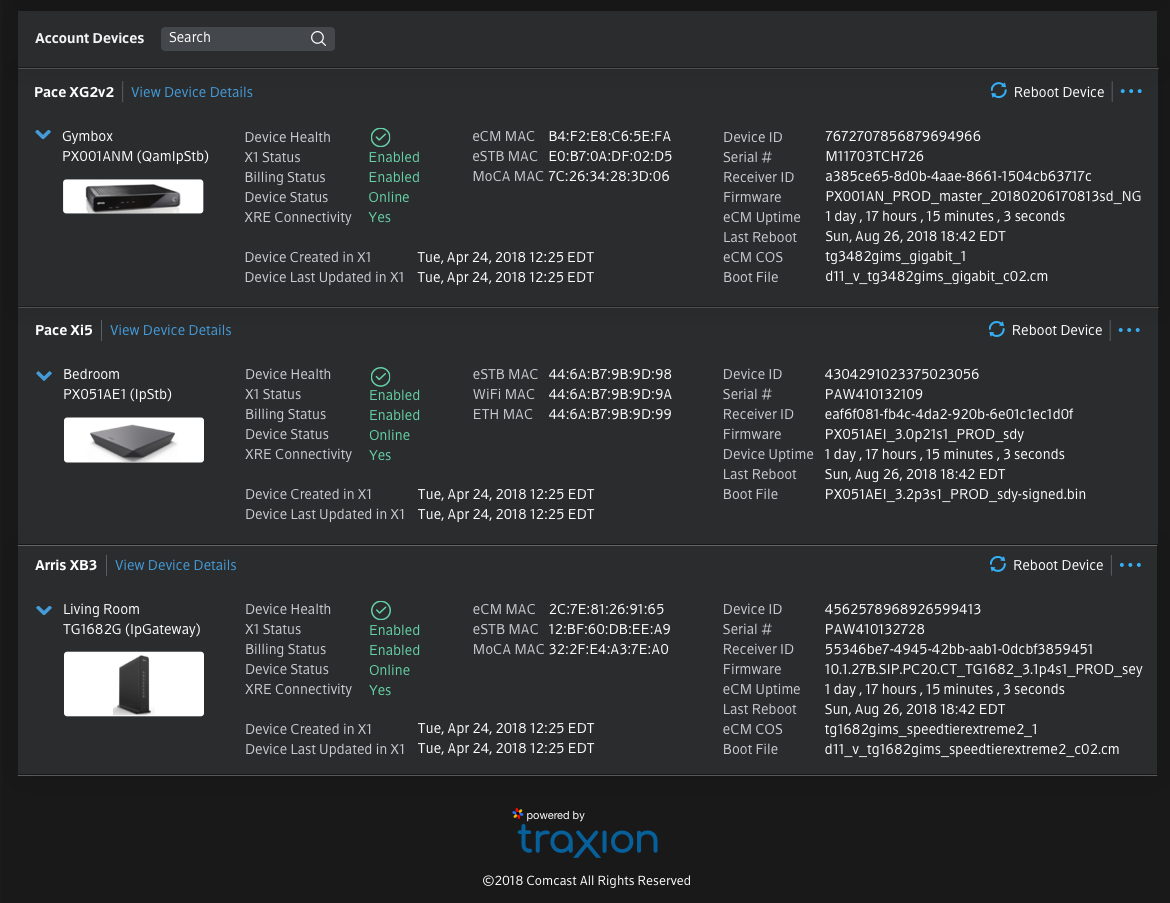 Account Devices Search
Pace XG2v2 View Device Details Reboot Device
Gymbox
PX001ANM (QamIpStb)
Device Health
X1 Status Enabled
Billing Status Enabled
Device Status Online
XRE Connectivity Yes
Device Created in X1 Tue, Apr 24, 2018 12:25 EDT
Device Last Updated in X1 Tue, Apr 24, 2018 12:25 EDT
eCM MAC B4:F2:E8:C6:5E:FA
eSTB MAC E0:B7:0A:DF:02:D5
MoCA MAC 7C:26:34:28:3D:06
Device ID 7672707856879694966
Serial # M11703TCH726
Receiver ID a385ce65-8d0b-4aae-8661-1504cb63717c
Firmware PX001AN_PROD_master_20180206170813sd_NG
eCM Uptime 1 day , 17 hours , 15 minutes , 3 seconds
Last Reboot Sun, Aug 26, 2018 18:42 EDT
eCM COS tg3482gims_gigabit_1
Boot File d11_v_tg3482gims_gigabit_c02.cm
Pace Xi5 View Device Details Reboot Device
Bedroom
PX051AE1 (IpStb)
Device Health
X1 Status Enabled
Billing Status Enabled
Device Status Online
XRE Connectivity Yes
Device Created in X1 Tue, Apr 24, 2018 12:25 EDT
Device Last Updated in X1 Tue, Apr 24, 2018 12:25 EDT
eSTB MAC 44:6A:B7:9B:9D:98
WiFi MAC 44:6A:B7:9B:9D:9A
ETH MAC 44:6A:B7:9B:9D:99
Device ID 4304291023375023056
Serial # PAW410132109
Receiver ID eaf6f081-fb4c-4da2-920b-6e01c1ec1d0f
Firmware PX051AEI_3.0p21s1_PROD_sdy
Device Uptime 1 day , 17 hours , 15 minutes , 3 seconds
Last Reboot Sun, Aug 26, 2018 18:42 EDT
Boot File PX051AEI_3.2p3s1_PROD_sdy-signed.bin
Arris XB3 View Device Details Reboot Device
Living Room
TG1682G (IpGateway)
Device Health
X1 Status Enabled
Billing Status Enabled
Device Status Online
XRE Connectivity Yes
Device Created in X1 Tue, Apr 24, 2018 12:25 EDT
Device Last Updated in X1 Tue, Apr 24, 2018 12:25 EDT
eCM MAC 2C:7E:81:26:91:65
eSTB MAC 12:BF:60:DB:EE:A9
MoCA MAC 32:2F:E4:A3:7E:A0
Device ID 4562578968926599413
Serial # PAW410132728
Receiver ID 55346be7-4945-42bb-aab1-0dcbf3859451
Firmware 10.1.27B.SIP.PC20.CT_TG1682_3.1p4s1_PROD_sey
eCM Uptime 1 day , 17 hours , 15 minutes , 3 seconds
Last Reboot Sun, Aug 26, 2018 18:42 EDT
eCM COS tg1682gims_speedtierextreme2_1
Boot File d11_v_tg1682gims_speedtierextreme2_c02.cm
powered by
traxion
©2018 Comcast All Rights Reserved